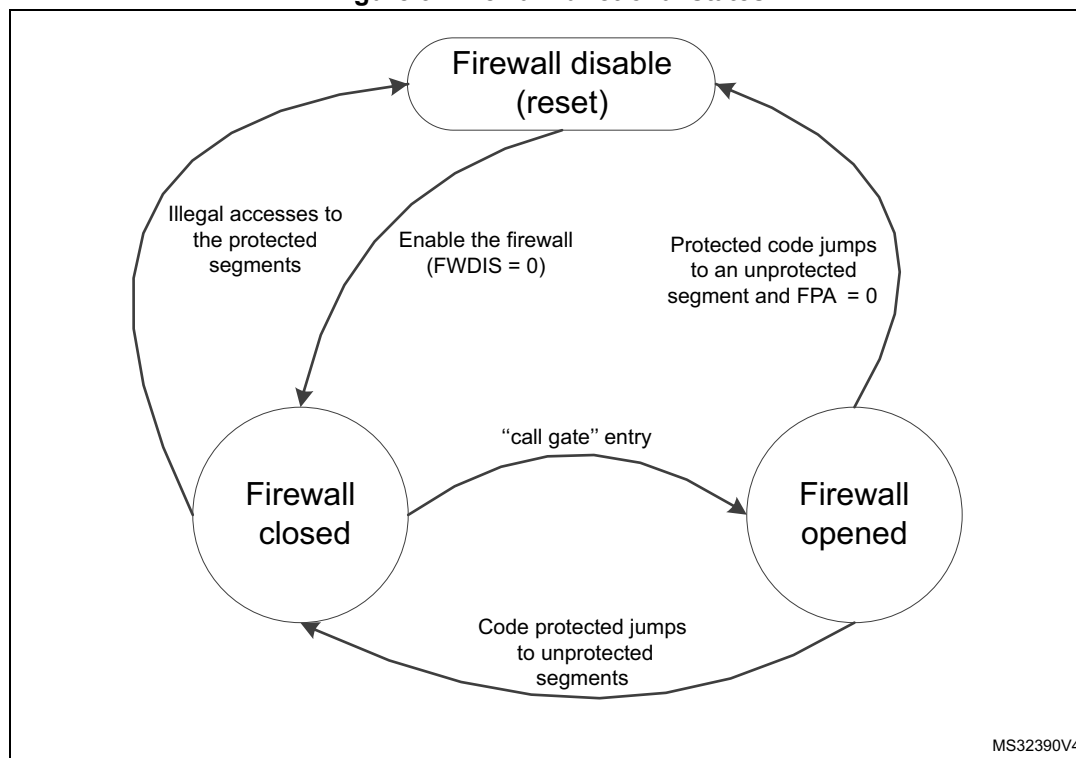 Firewall disable
(reset)
Illegal accesses to
the protected
segments
Enable the firewall
(FWDIS = 0)
Protected code jumps
to an unprotected
segment and FPA  = 0
“call gate” entry
Firewall
closed
Firewall
opened
Code protected jumps
to unprotected
segments
MS32390V4